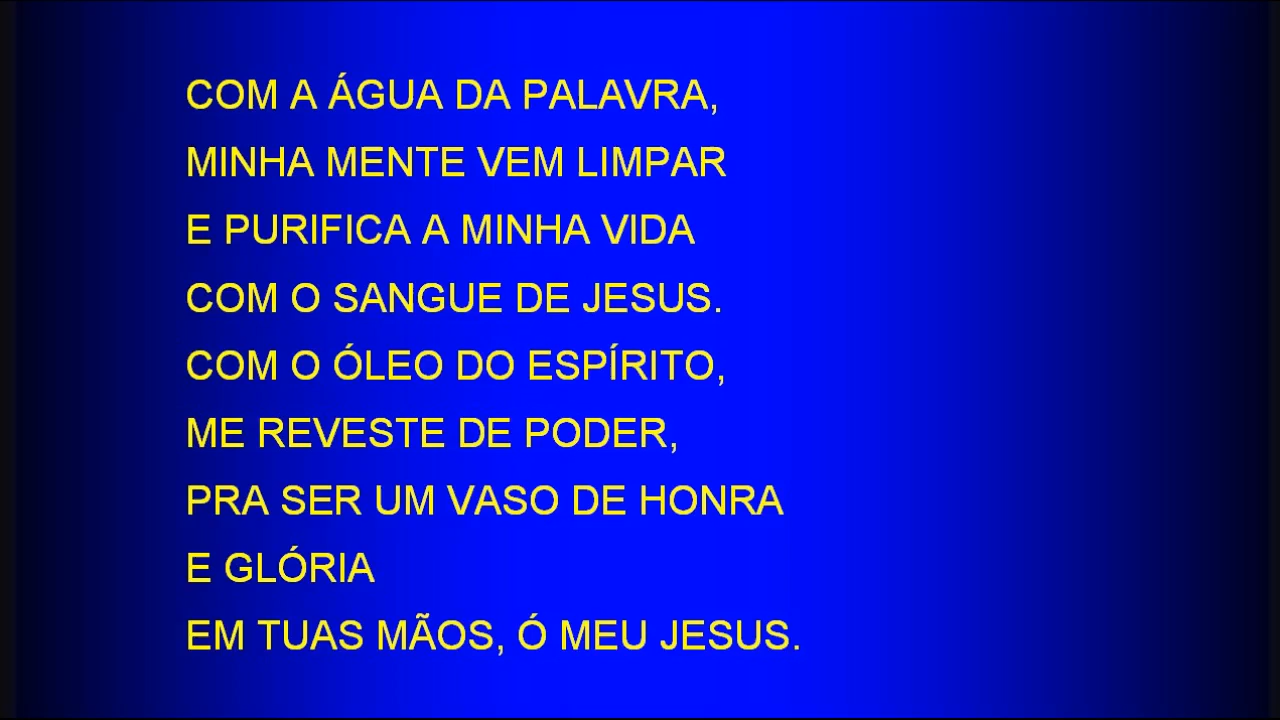 COM A ÁGUA DA PALAVRA,
MINHA MENTE VEM LIMPAR
E PURIFICA A MINHA VIDA
COM O SANGUE DE JESUS.
COM O ÓLEO DO ESPÍRITO,
ME REVESTE DE PODER,
PRA SER UM VASO DE HONRA
E GLÓRIA
EM TUAS MÃOS, Ó MEU JESUS.